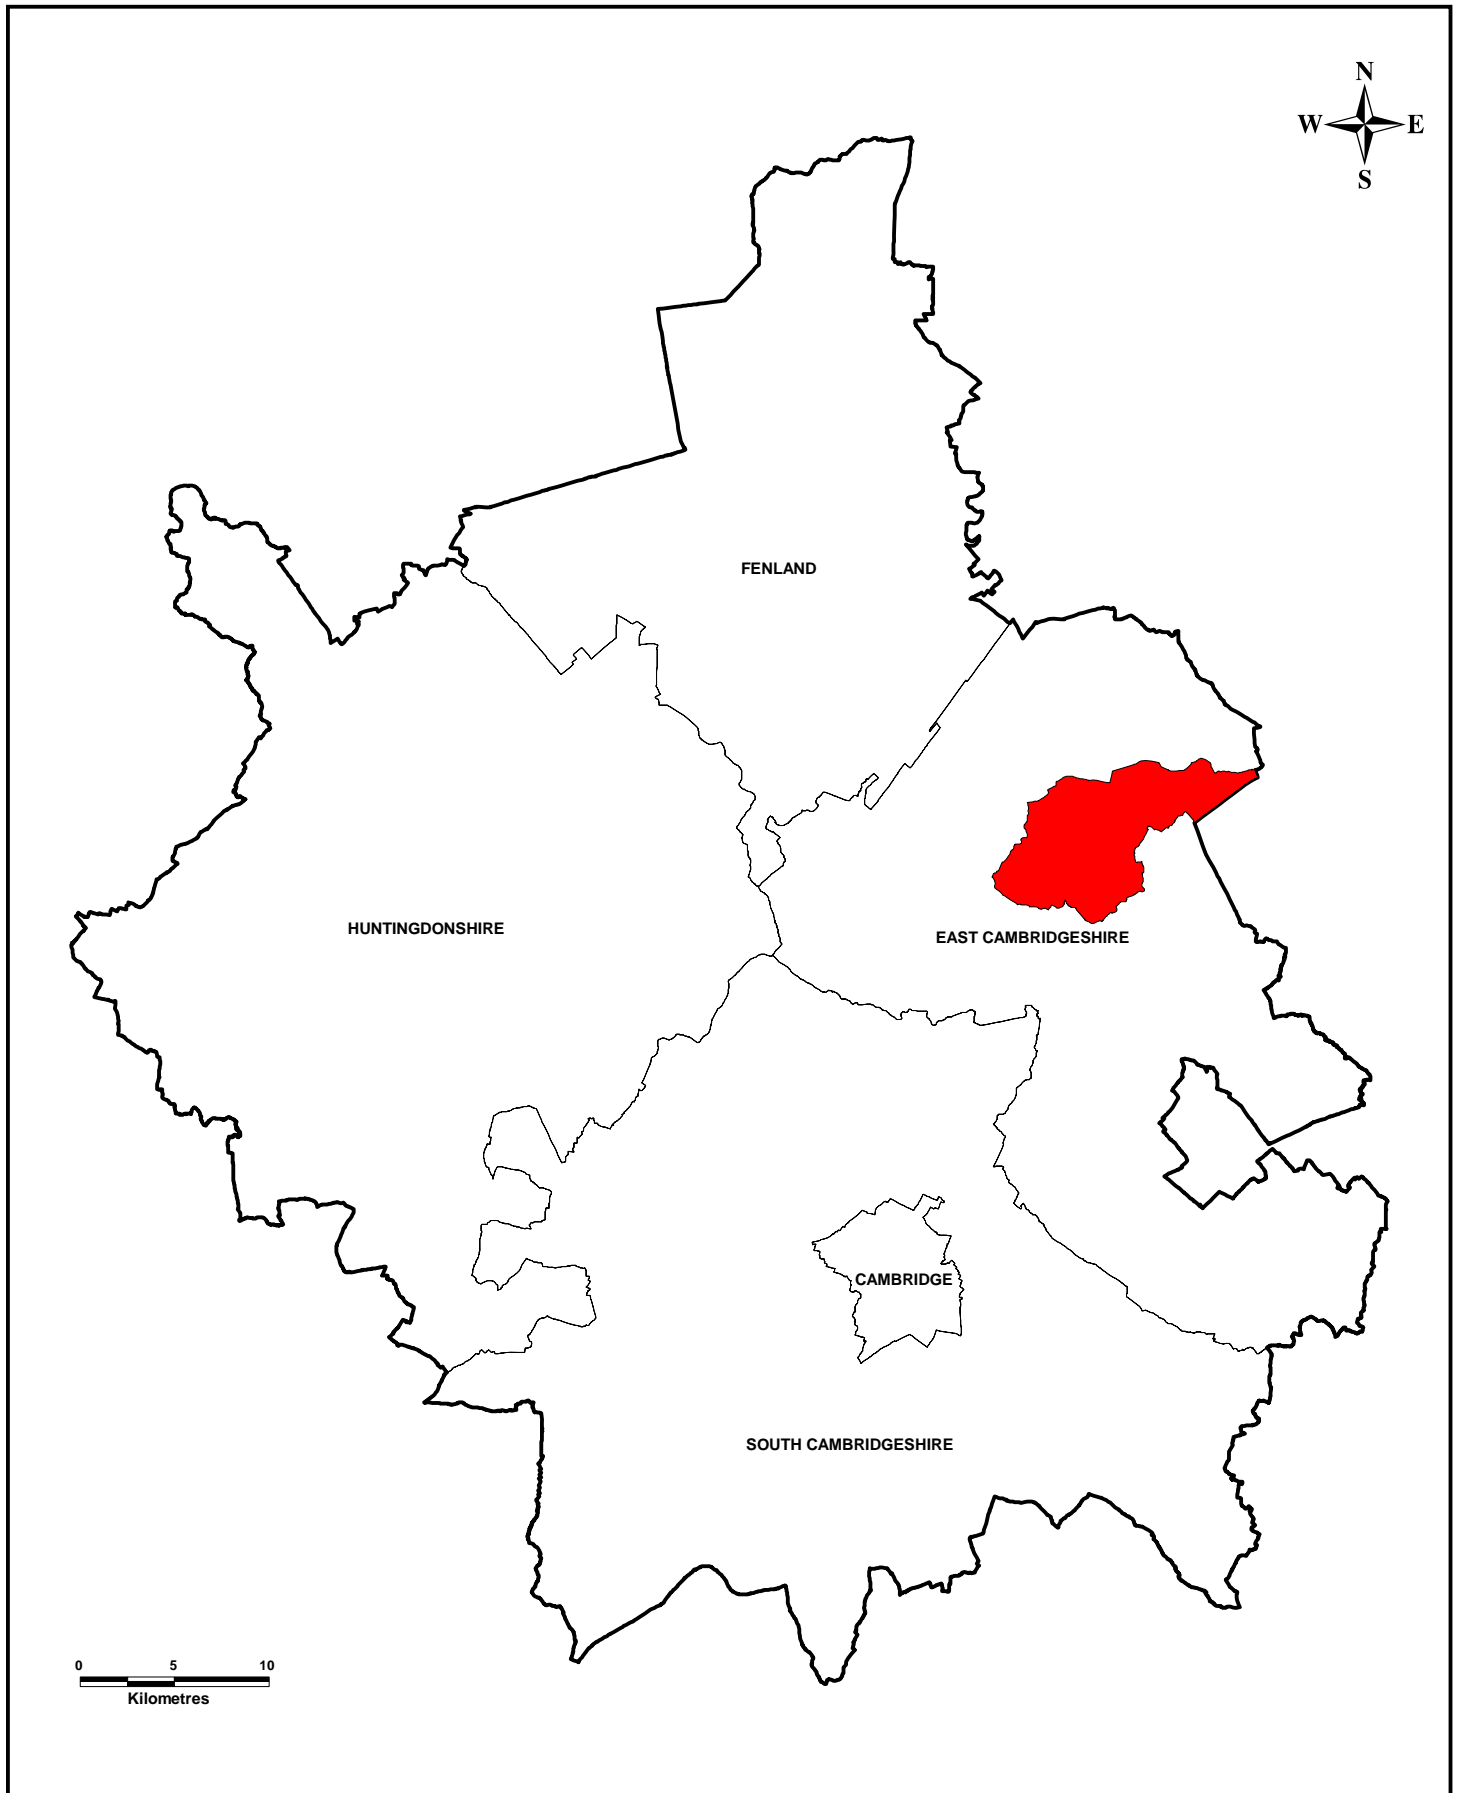 N
W E
S
FENLAND
HUNTINGDONSHIRE
EAST CAMBRIDGESHIRE
CAMBRIDGE
SOUTH CAMBRIDGESHIRE
0 5 10
Kilometres